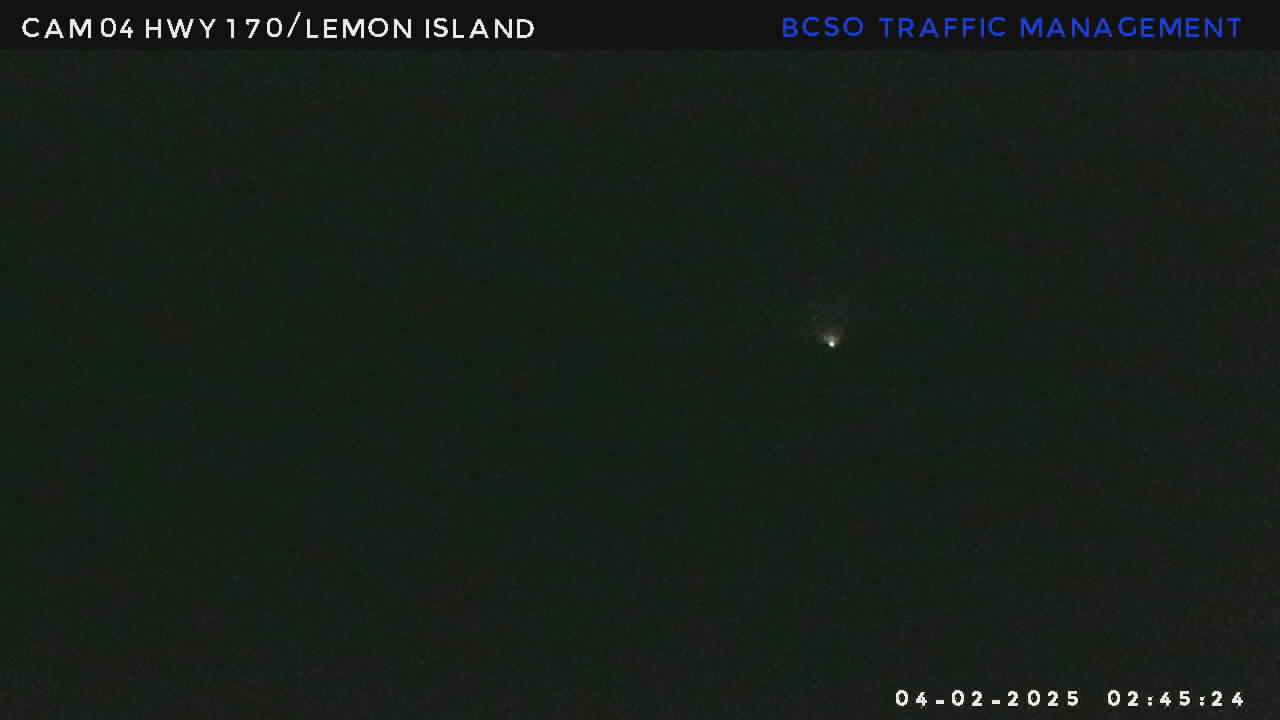 CAM04 HWY 170/LEMON ISLAND
BCSO TRAFFIC MANAGEMENT
04-02-2025 02:45:24